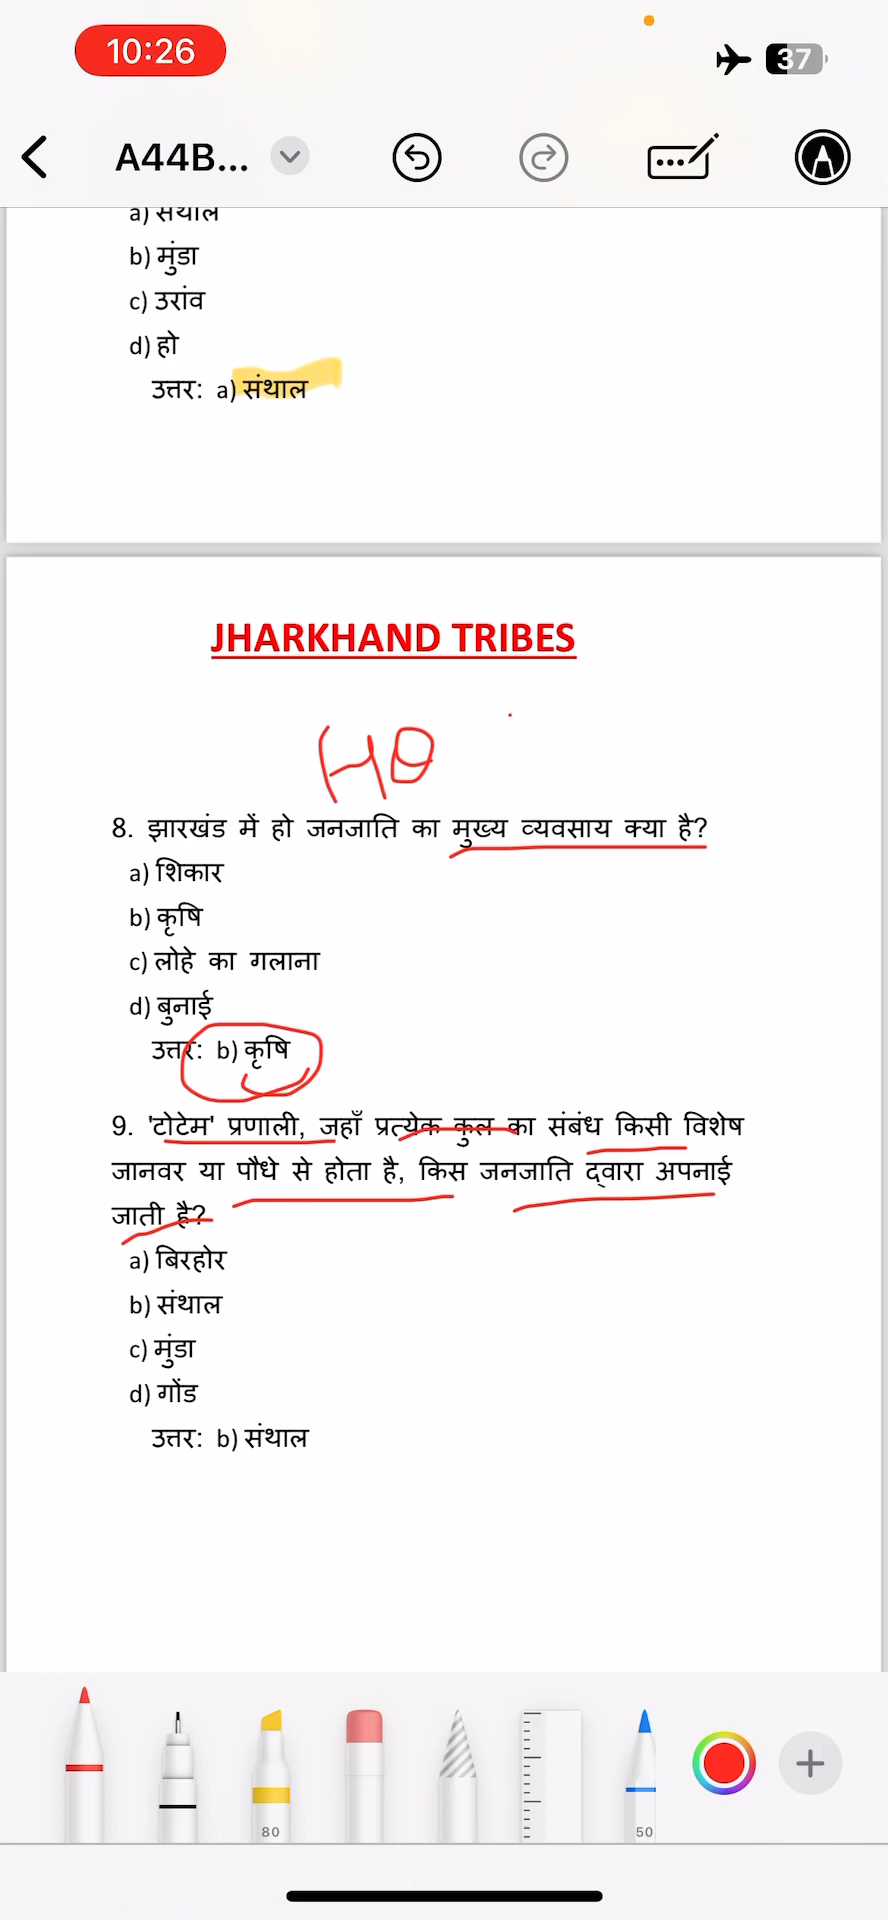 10:26
37
A44B...
a) संथाल
b) मुंडा
c) उरांव
d) हो
उत्तर: a) संथाल
JHARKHAND TRIBES
HO
8. झारखंड में हो जनजाति का मुख्य व्यवसाय क्या है?
a) शिकार
b) कृषि
c) लोहे का गलाना
d) बुनाई
उत्तर: b) कृषि
9. 'टोटेम' प्रणाली, जहाँ प्रत्येक कुल का संबंध किसी विशेष
जानवर या पौधे से होता है, किस जनजाति द्वारा अपनाई
जाती है?
a) बिरहोर
b) संथाल
c) मुंडा
d) गोंड
उत्तर: b) संथाल
80
50